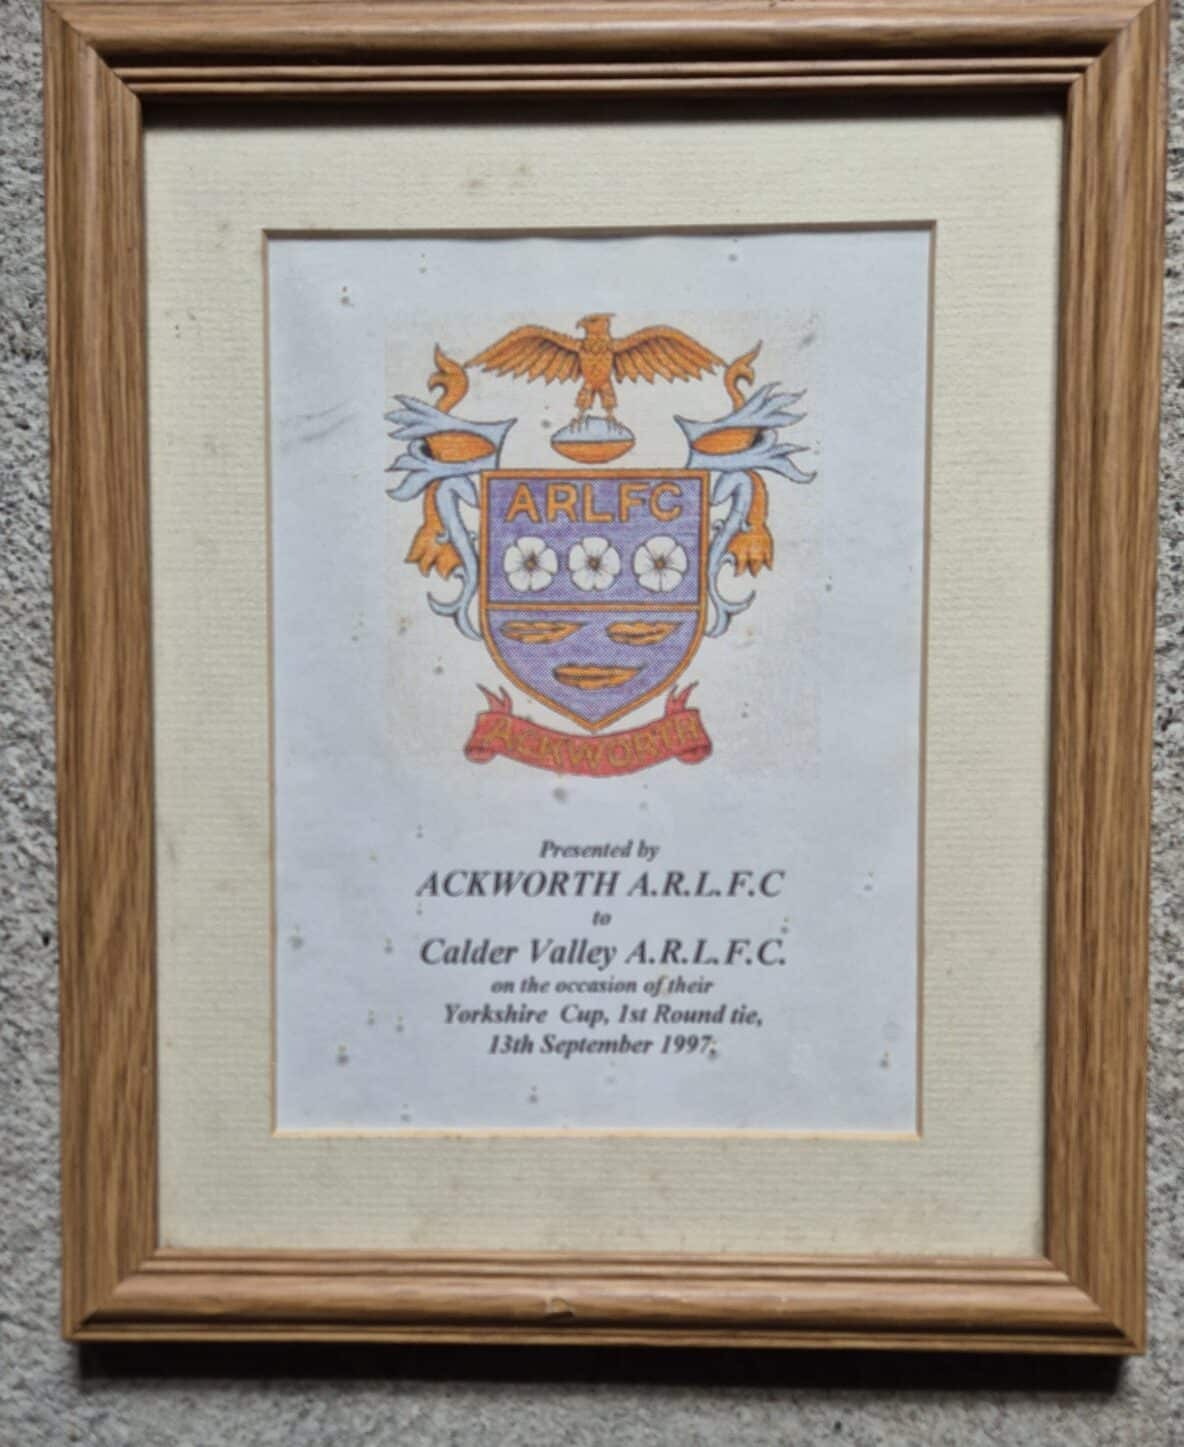 ARLFC
ACKWORTH
Presented by
ACKWORTH A.R.L.F.C
to
Calder Valley A.R.L.F.C.
on the occasion of their
Yorkshire Cup, 1st Round tie,
13th September 1997.